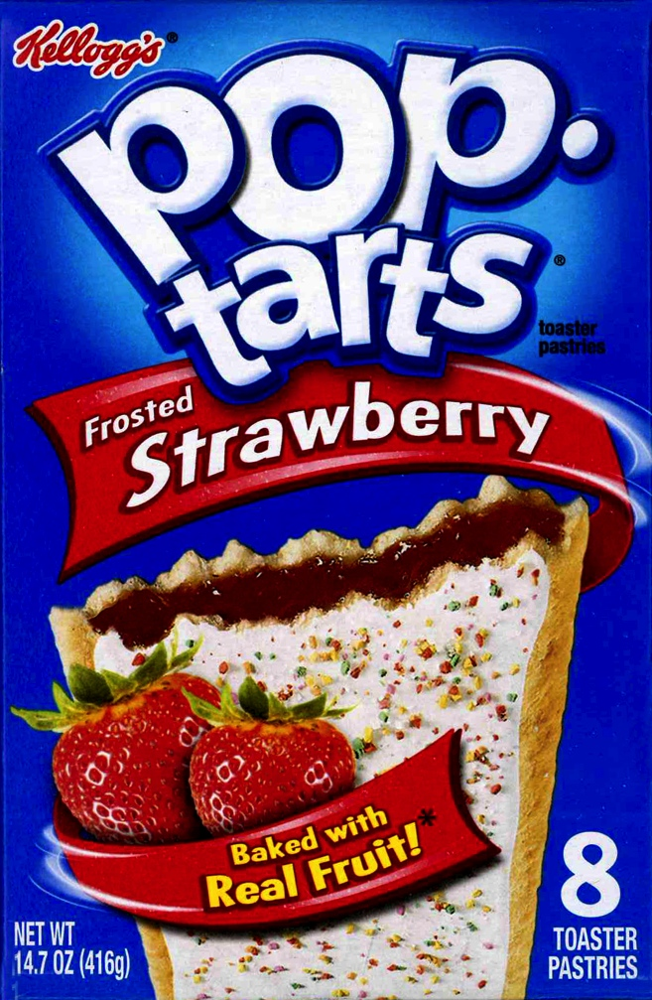 Kellogg's®
pop.
tarts®
toaster
pastries
Frosted
Strawberry
Baked with
Real Fruit!*
8
TOASTER
PASTRIES
NET WT
14.7 OZ (416g)